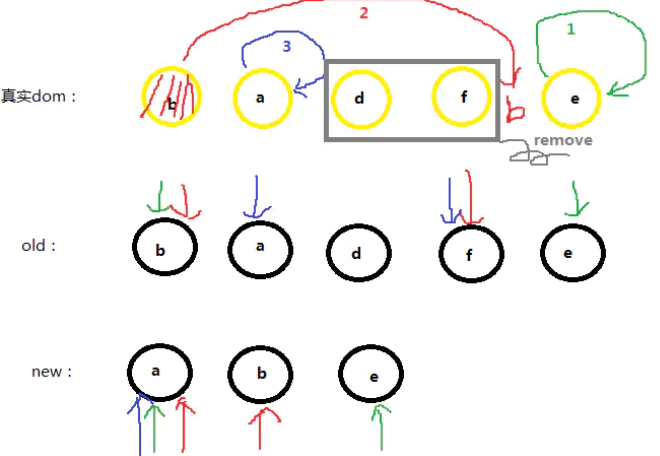 2
3
1
真实dom： b a d f b e
remove
old： b a d f e
new： a b e